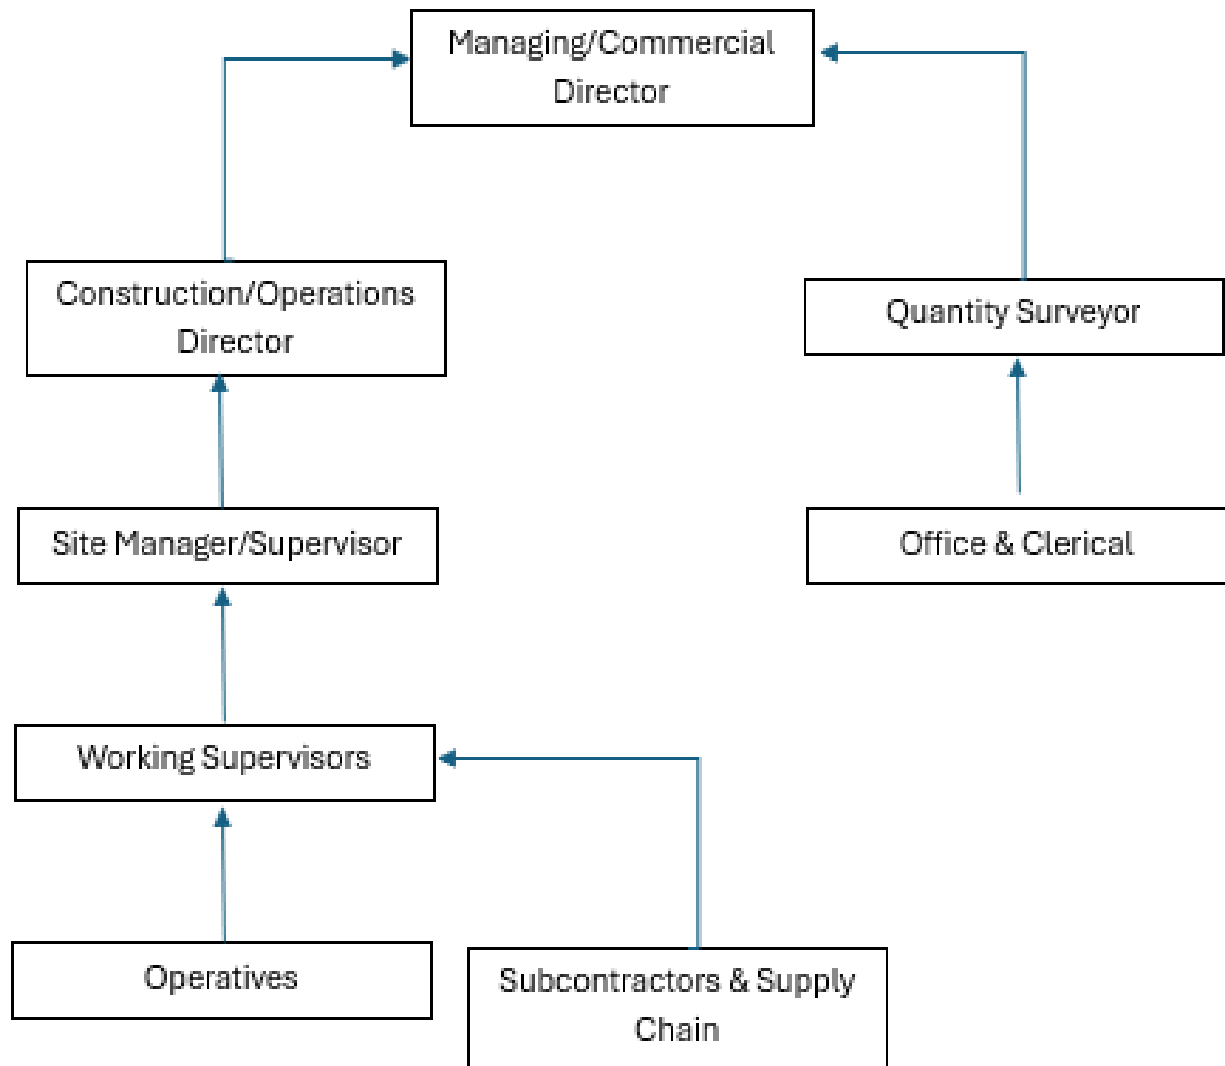 Managing/Commercial
Director
Construction/Operations
Director
Quantity Surveyor
Site Manager/Supervisor
Office & Clerical
Working Supervisors
Operatives
Subcontractors & Supply
Chain